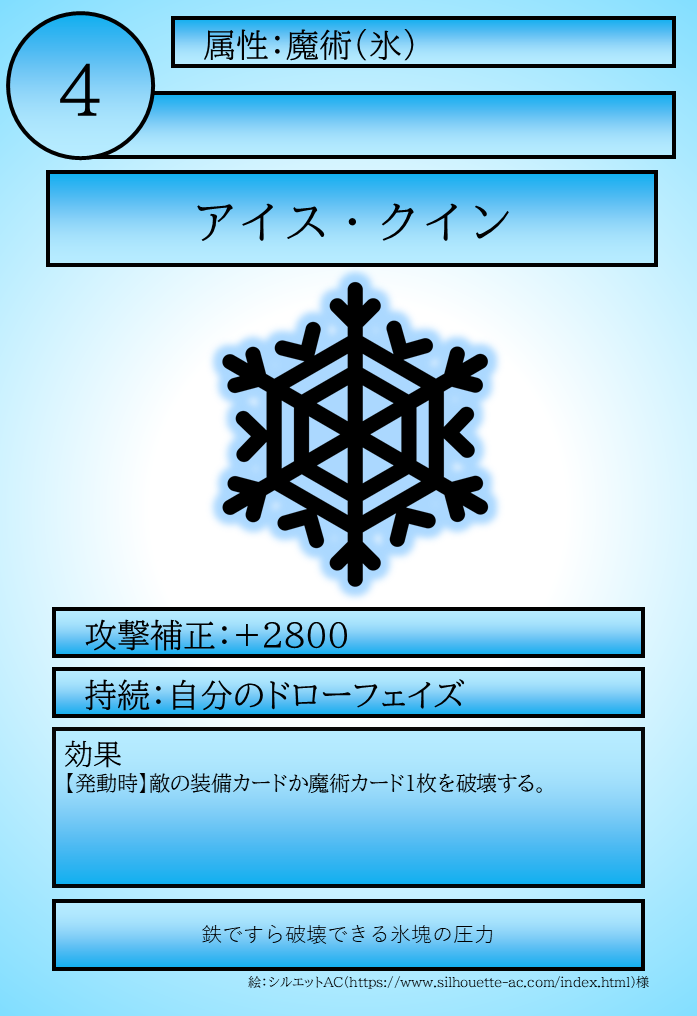 4
属性：魔術（氷）
アイス・クイン
攻撃補正：＋2800
持続：自分のドローフェイズ
効果
【発動時】敵の装備カードか魔術カード1枚を破壊する。
鉄ですら破壊できる氷塊の圧力
絵：シルエットAC（https://www.silhouette-ac.com/index.html）様